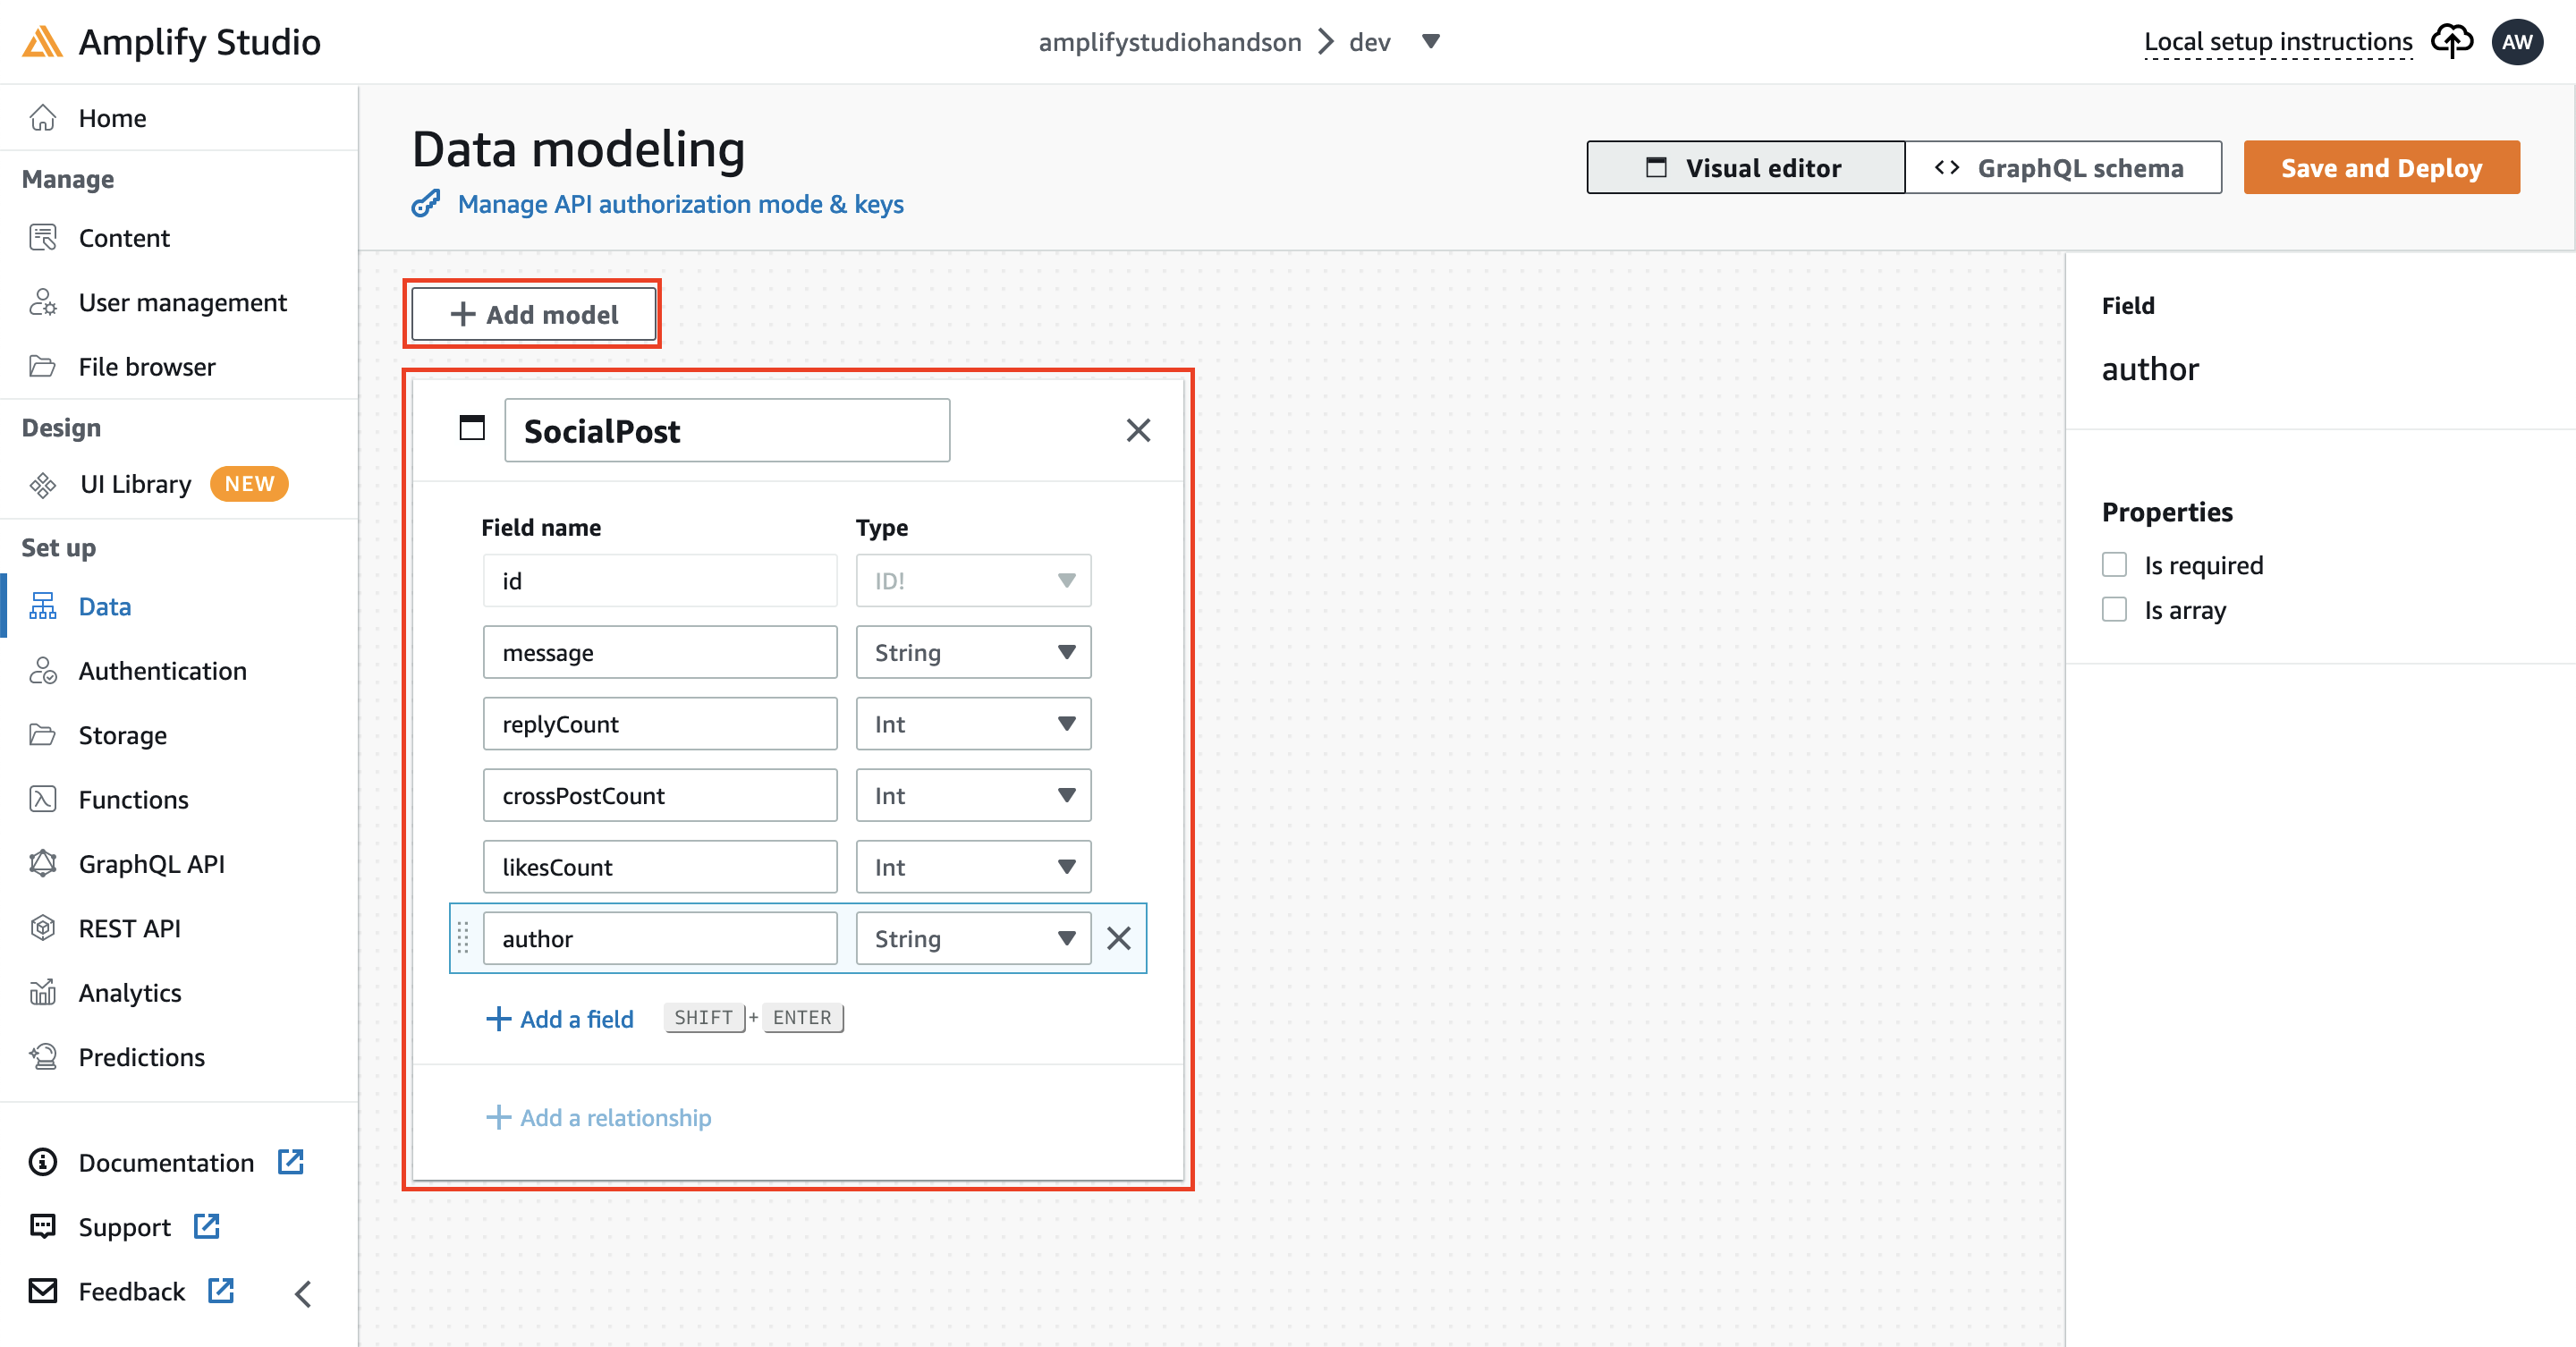 Amplify Studio
amplifystudiohandson > dev
Local setup instructions
AW
Home
Manage
Content
User management
File browser
Design
UI Library NEW
Set up
Data
Authentication
Storage
Functions
GraphQL API
REST API
Analytics
Predictions
Documentation
Support
Feedback
Data modeling
Manage API authorization mode & keys
Visual editor
<> GraphQL schema
Save and Deploy
+ Add model
SocialPost
Field name Type
id ID!
message String
replyCount Int
crossPostCount Int
likesCount Int
author String
+ Add a field SHIFT + ENTER
+ Add a relationship
Field
author
Properties
Is required
Is array